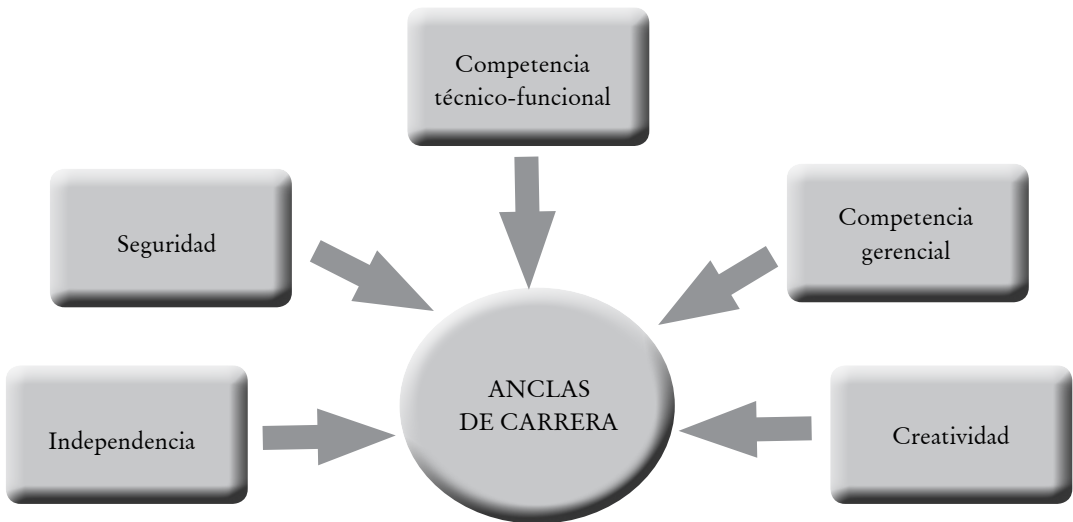 Competencia
técnico-funcional
Seguridad
Competencia
gerencial
ANCLAS
DE CARRERA
Independencia
Creatividad